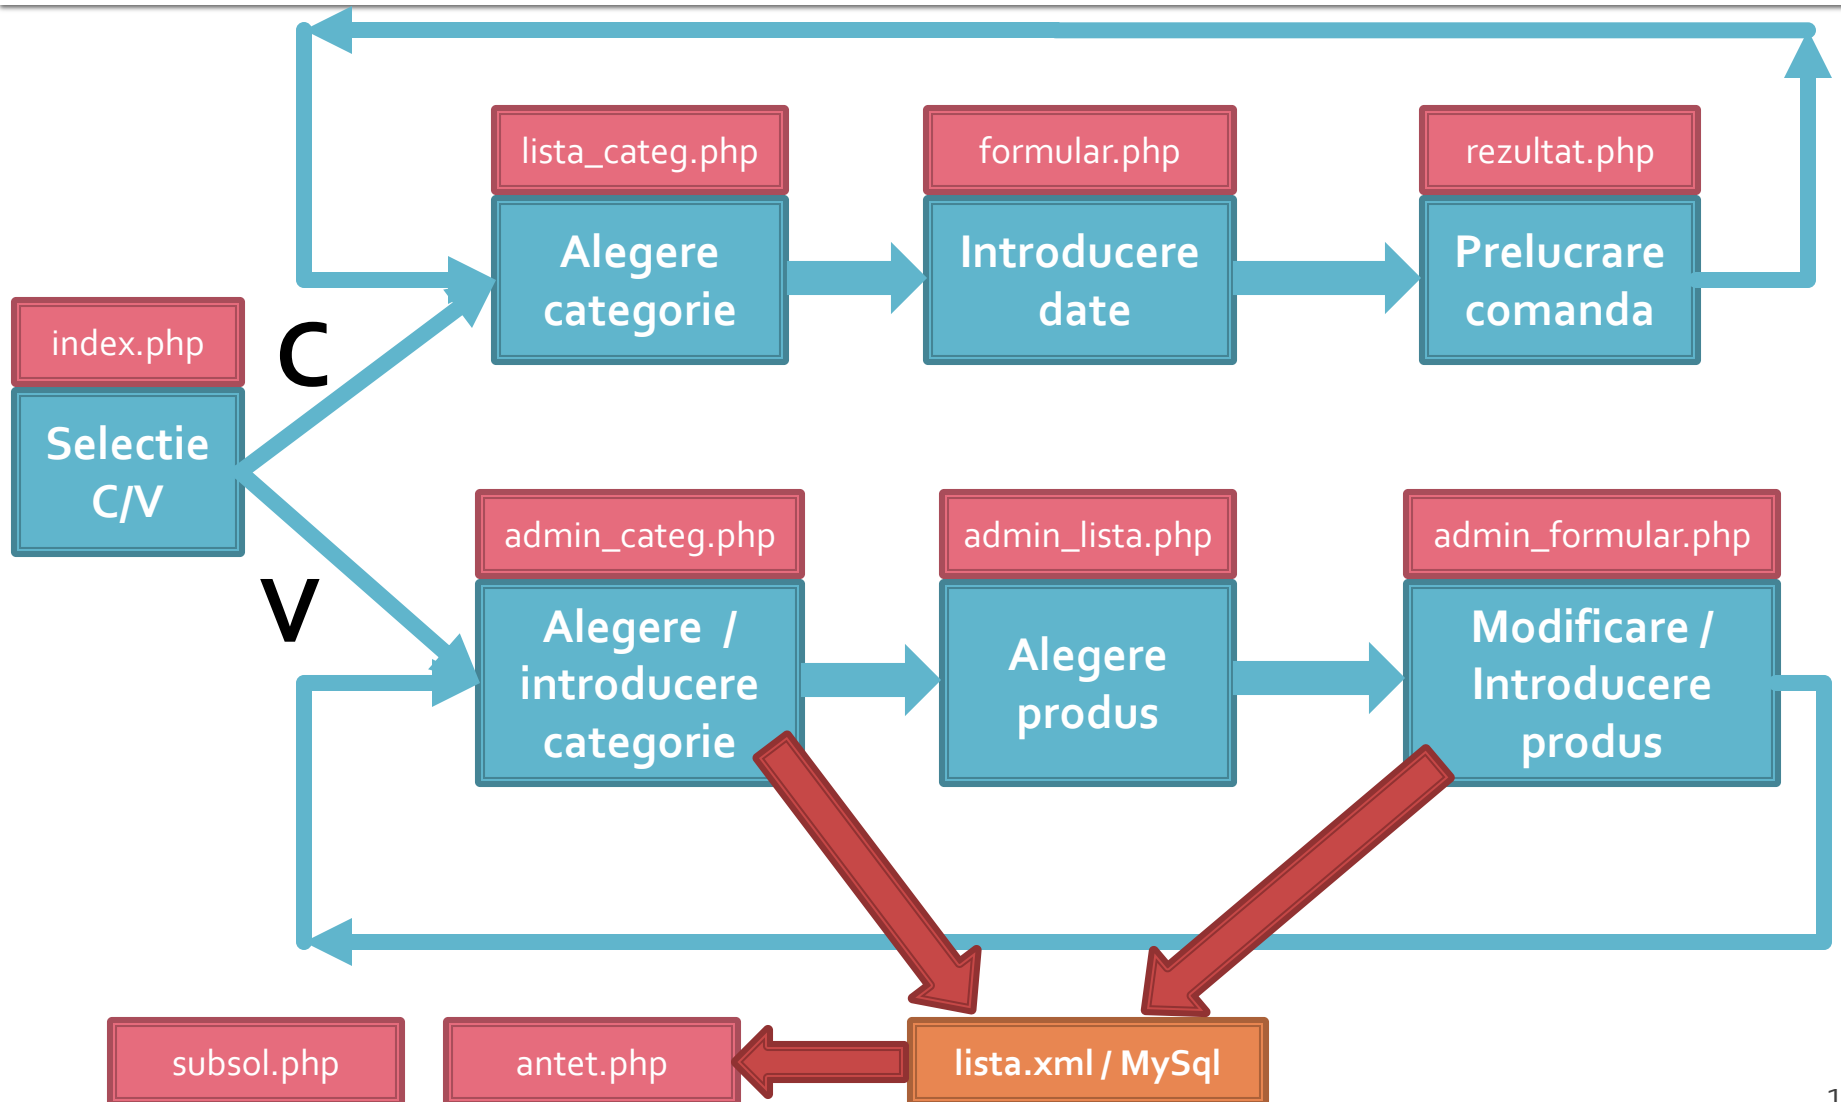 lista_categ.php
formular.php
rezultat.php
Alegere
categorie
Introducere
date
Prelucrare
comanda
index.php
C
Selectie
C/V
V
admin_categ.php
admin_lista.php
admin_formular.php
Alegere /
introducere
categorie
Alegere
produs
Modificare /
Introducere
produs
subsol.php
antet.php
lista.xml / MySql